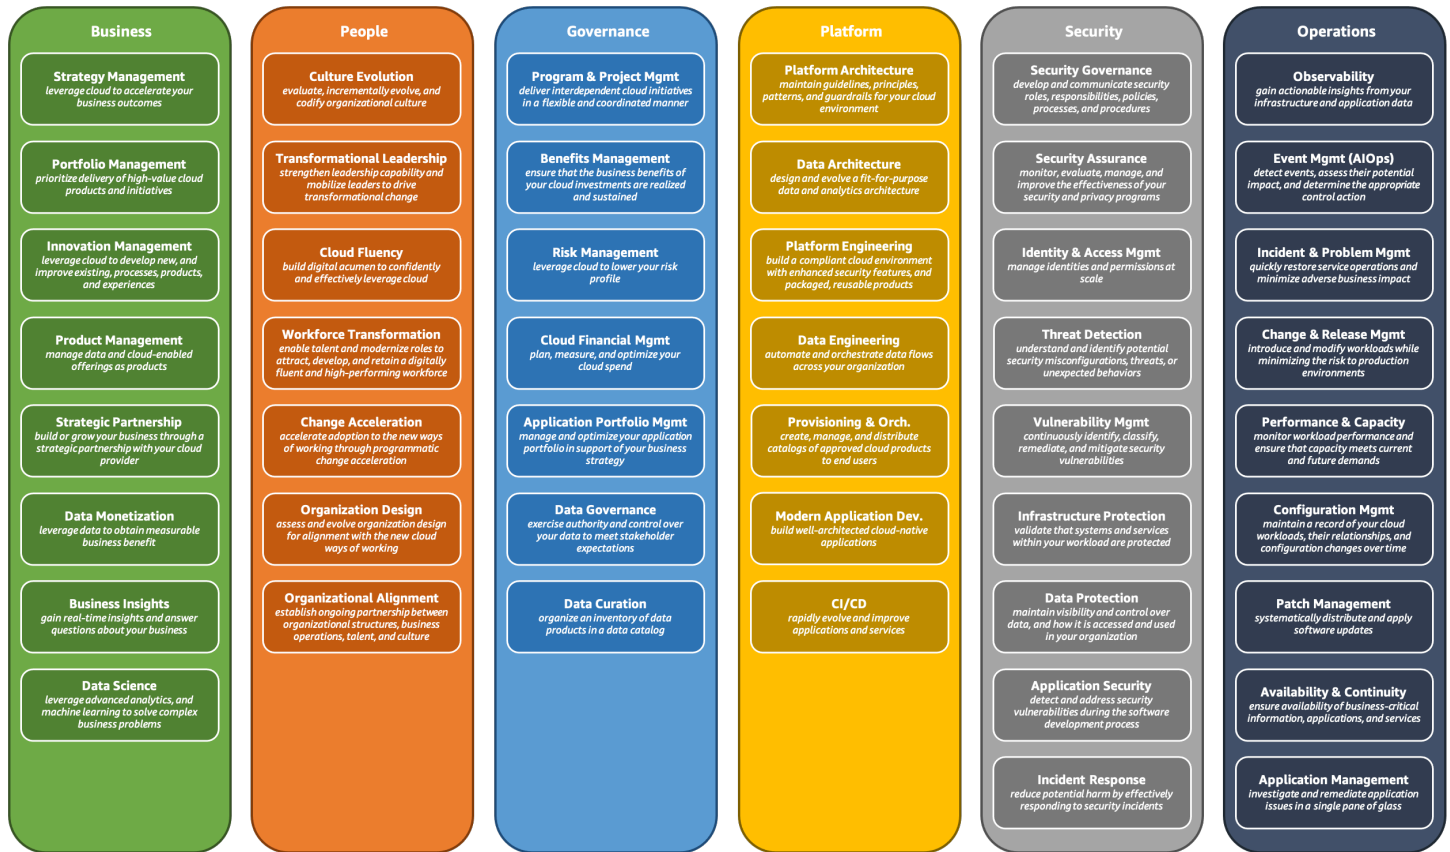 Business
Strategy Management
leverage cloud to accelerate your
business outcomes
Portfolio Management
prioritize delivery of high-value cloud
products and initiatives
Innovation Management
leverage cloud to develop new, and
improve existing, processes, products,
and experiences
Product Management
manage data and cloud-enabled
offerings as products
Strategic Partnership
build or grow your business through a
strategic partnership with your cloud
provider
Data Monetization
leverage data to obtain measurable
business benefit
Business Insights
gain real-time insights and answer
questions about your business
Data Science
leverage advanced analytics, and
machine learning to solve complex
business problems
People
Culture Evolution
evaluate, incrementally evolve, and
codify organizational culture
Transformational Leadership
strengthen leadership capability and
mobilize leaders to drive
transformational change
Cloud Fluency
build digital acumen to confidently
and effectively leverage cloud
Workforce Transformation
enable talent and modernize roles to
attract, develop, and retain a digitally
fluent and high-performing workforce
Change Acceleration
accelerate adoption to the new ways
of working through programmatic
change acceleration
Organization Design
assess and evolve organization design
for alignment with the new cloud
ways of working
Organizational Alignment
establish ongoing partnership between
organizational structures, business
operations, talent, and culture
Governance
Program & Project Mgmt
deliver interdependent cloud initiatives
in a flexible and coordinated manner
Benefits Management
ensure that the business benefits of
your cloud investments are realized
and sustained
Risk Management
leverage cloud to lower your risk
profile
Cloud Financial Mgmt
plan, measure, and optimize your
cloud spend
Application Portfolio Mgmt
manage and optimize your application
portfolio in support of your business
strategy
Data Governance
exercise authority and control over
your data to meet stakeholder
expectations
Data Curation
organize an inventory of data
products in a data catalog
Platform
Platform Architecture
maintain guidelines, principles,
patterns, and guardrails for your cloud
environment
Data Architecture
design and evolve a fit-for-purpose
data and analytics architecture
Platform Engineering
build a compliant cloud environment
with enhanced security features, and
packaged, reusable products
Data Engineering
automate and orchestrate data flows
across your organization
Provisioning & Orch.
create, manage, and distribute
catalogs of approved cloud products
to end users
Modern Application Dev.
build well-architected cloud-native
applications
CI/CD
rapidly evolve and improve
applications and services
Security
Security Governance
develop and communicate security
roles, responsibilities, policies,
processes, and procedures
Security Assurance
monitor, evaluate, manage, and
improve the effectiveness of your
security and privacy programs
Identity & Access Mgmt
manage identities and permissions at
scale
Threat Detection
understand and identify potential
security misconfigurations, threats, or
unexpected behaviors
Vulnerability Mgmt
continuously identify, classify,
remediate, and mitigate security
vulnerabilities
Infrastructure Protection
validate that systems and services
within your workload are protected
Data Protection
maintain visibility and control over
data, and how it is accessed and used
in your organization
Application Security
detect and address security
vulnerabilities during the software
development process
Incident Response
reduce potential harm by effectively
responding to security incidents
Operations
Observability
gain actionable insights from your
infrastructure and application data
Event Mgmt (AIOps)
detect events, assess their potential
impact, and determine the appropriate
control action
Incident & Problem Mgmt
quickly restore service operations and
minimize adverse business impact
Change & Release Mgmt
introduce and modify workloads while
minimizing the risk to production
environments
Performance & Capacity
monitor workload performance and
ensure that capacity meets current
and future demands
Configuration Mgmt
maintain a record of your cloud
workloads, their relationships, and
configuration changes over time
Patch Management
systematically distribute and apply
software updates
Availability & Continuity
ensure availability of business-critical
information, applications, and services
Application Management
investigate and remediate application
issues in a single pane of glass